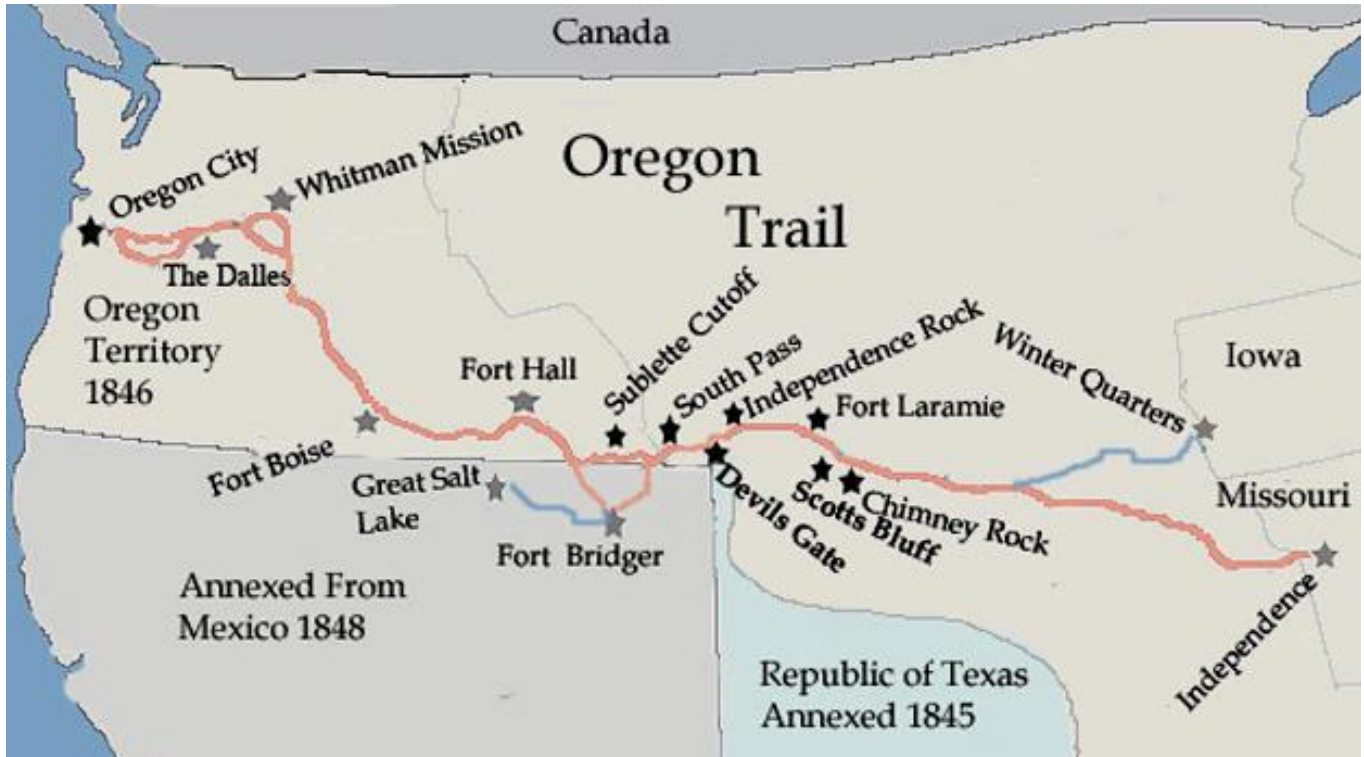 Canada
Oregon
Trail
Oregon City
Whitman Mission
The Dalles
Oregon
Territory
1846
Fort Hall
Sublette Cutoff
South Pass
Independence Rock
Fort Laramie
Winter Quarters
Iowa
Fort Boise
Great Salt
Lake
Fort Bridger
Devils Gate
Scotts Bluff
Chimney Rock
Missouri
Independence
Annexed From
Mexico 1848
Republic of Texas
Annexed 1845